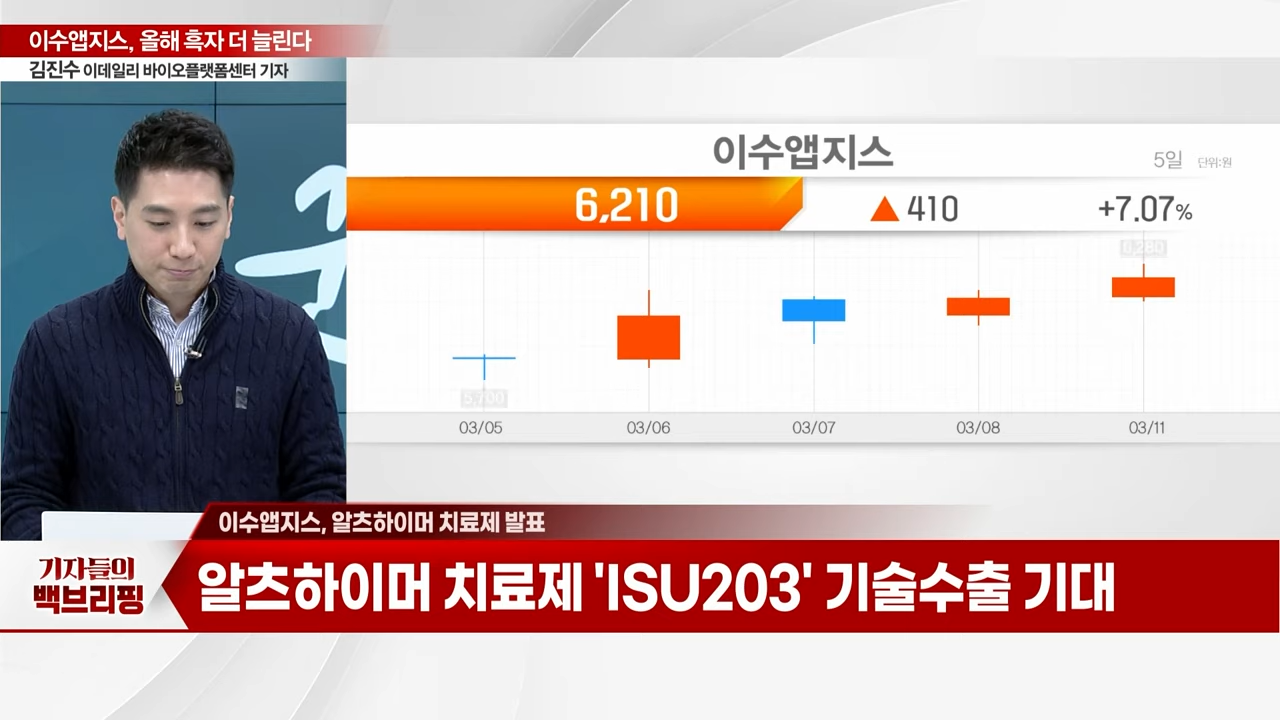 이수앱지스, 올해 흑자 더 늘린다
김진수 이데일리 바이오플랫폼센터 기자
이수앱지스
5일 단위:원
6,210 ▲ 410 +7.07%
6,280
5,700
03/05 03/06 03/07 03/08 03/11
이수앱지스, 알츠하이머 치료제 발표
기자들의
백브리핑
알츠하이머 치료제 'ISU203' 기술수출 기대